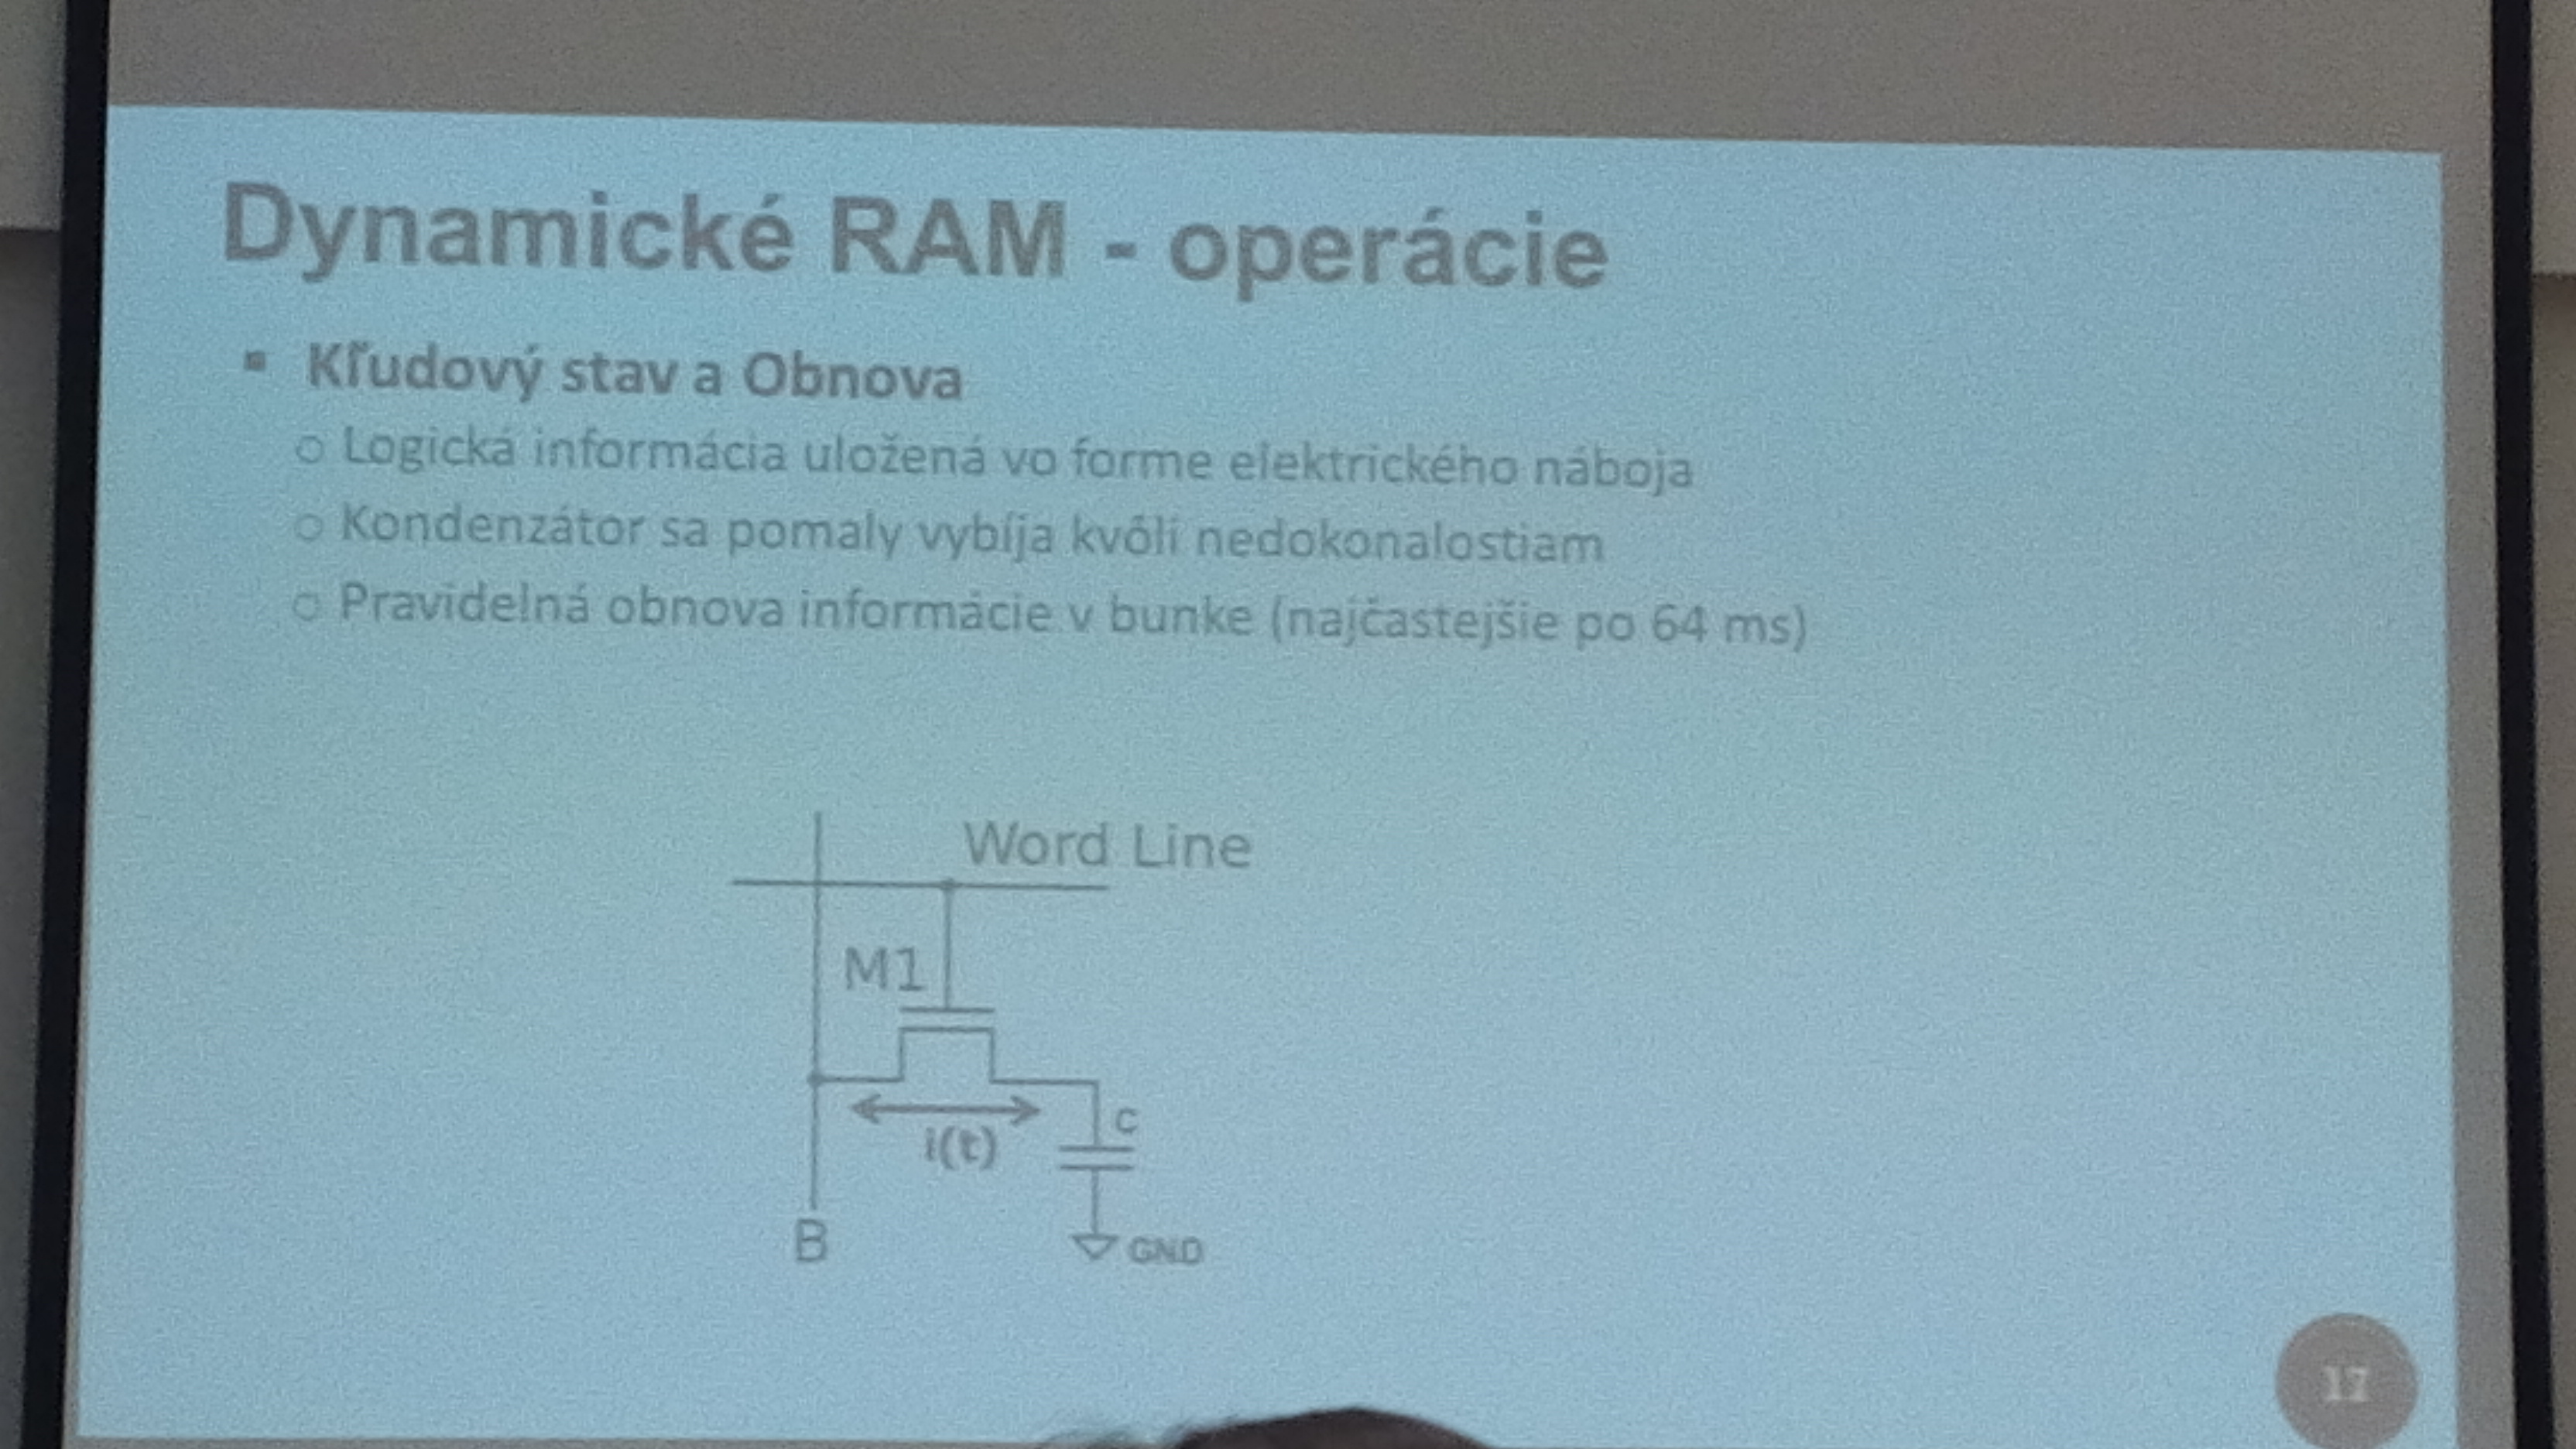 Dynamické RAM - operácie
▪ Kľudový stav a Obnova
o Logická informácia uložená vo forme elektrického náboja
o Kondenzátor sa pomaly vybíja kvôli nedokonalostiam
o Pravidelná obnova informácie v bunke (najčastejšie po 64 ms)
Word Line
M1
c
i(t)
B
GND
17